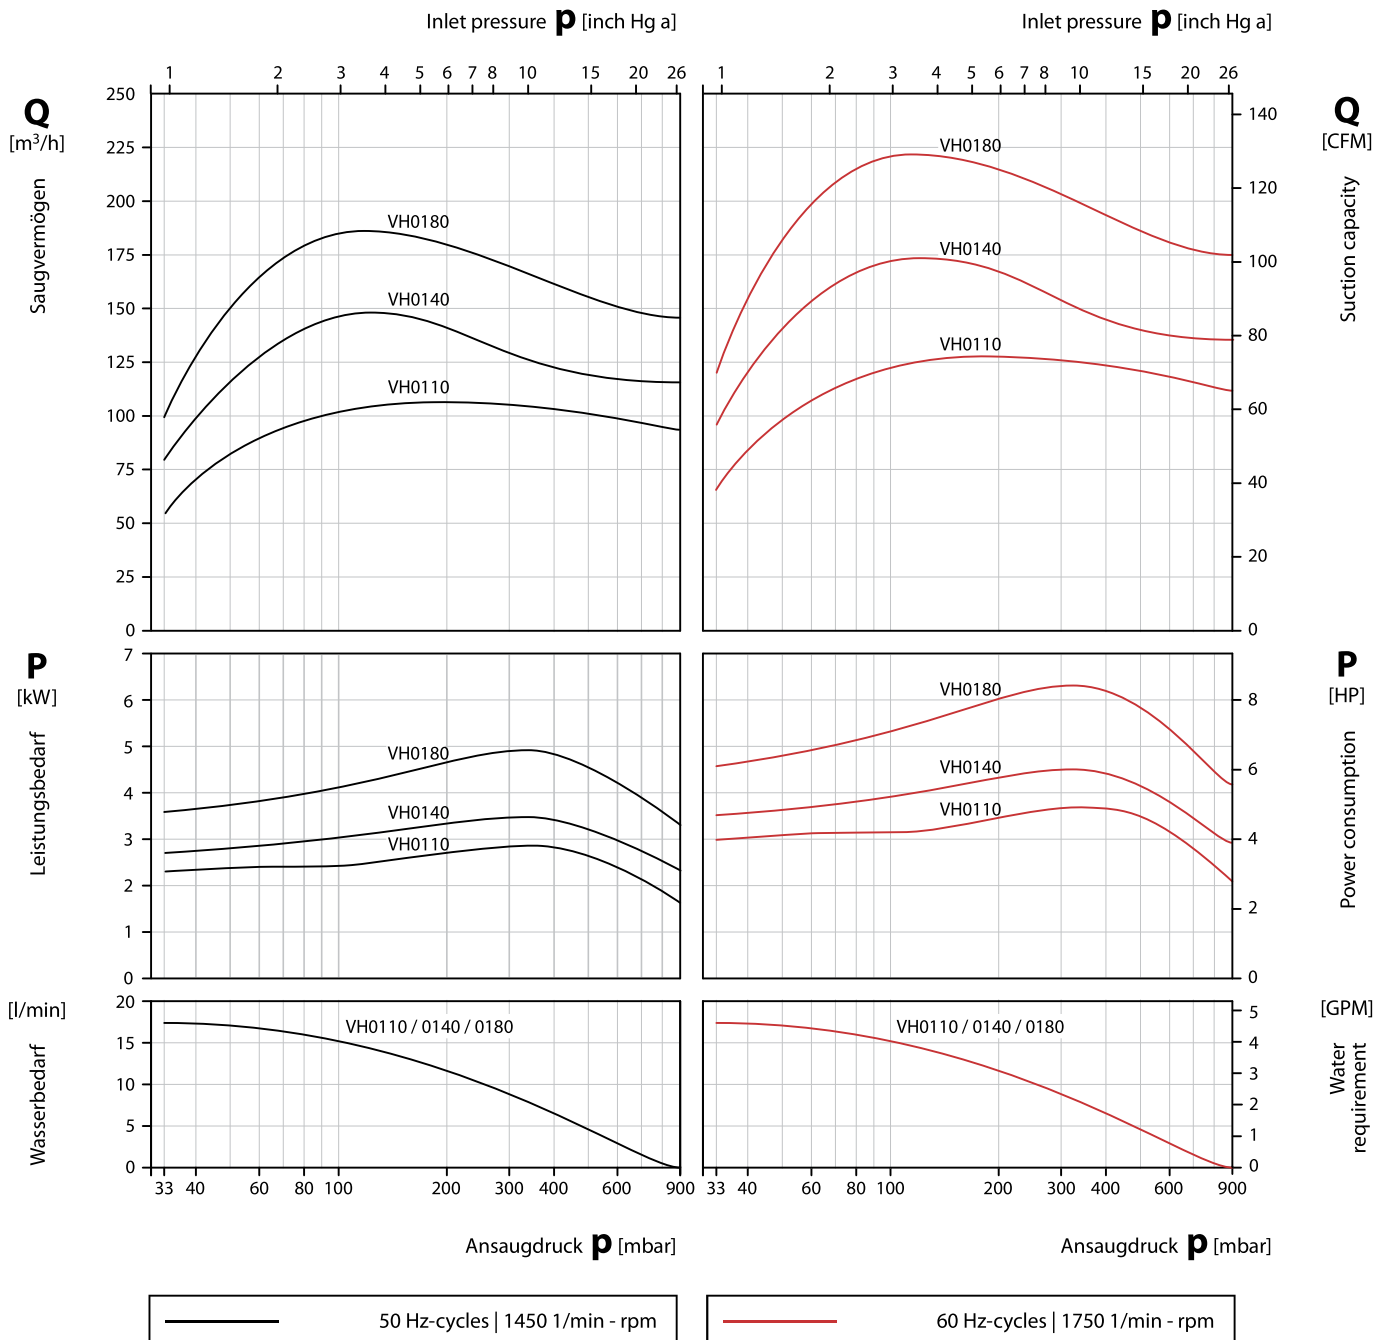 Inlet pressure p [inch Hg a] Inlet pressure p [inch Hg a]
1 2 3 4 5 6 7 8 10 15 20 26 1 2 3 4 5 6 7 8 10 15 20 26
Q
[m³/h]
Saugvermögen
250
225
200
175
150
125
100
75
50
25
0
VH0180
VH0140
VH0110
VH0180
VH0140
VH0110
140
120
100
80
60
40
20
0
Q
[CFM]
Suction capacity
P
[kW]
Leistungsbedarf
7
6
5
4
3
2
1
0
VH0180
VH0140
VH0110
VH0180
VH0140
VH0110
8
6
4
2
0
P
[HP]
Power consumption
[l/min]
Wasserbedarf
20
15
10
5
0
VH0110 / 0140 / 0180
VH0110 / 0140 / 0180
5
4
3
2
1
0
[GPM]
Water
requirement
33 40 60 80 100 200 300 400 600 900 33 40 60 80 100 200 300 400 600 900
Ansaugdruck p [mbar] Ansaugdruck p [mbar]
50 Hz-cycles | 1450 1/min - rpm 60 Hz-cycles | 1750 1/min - rpm